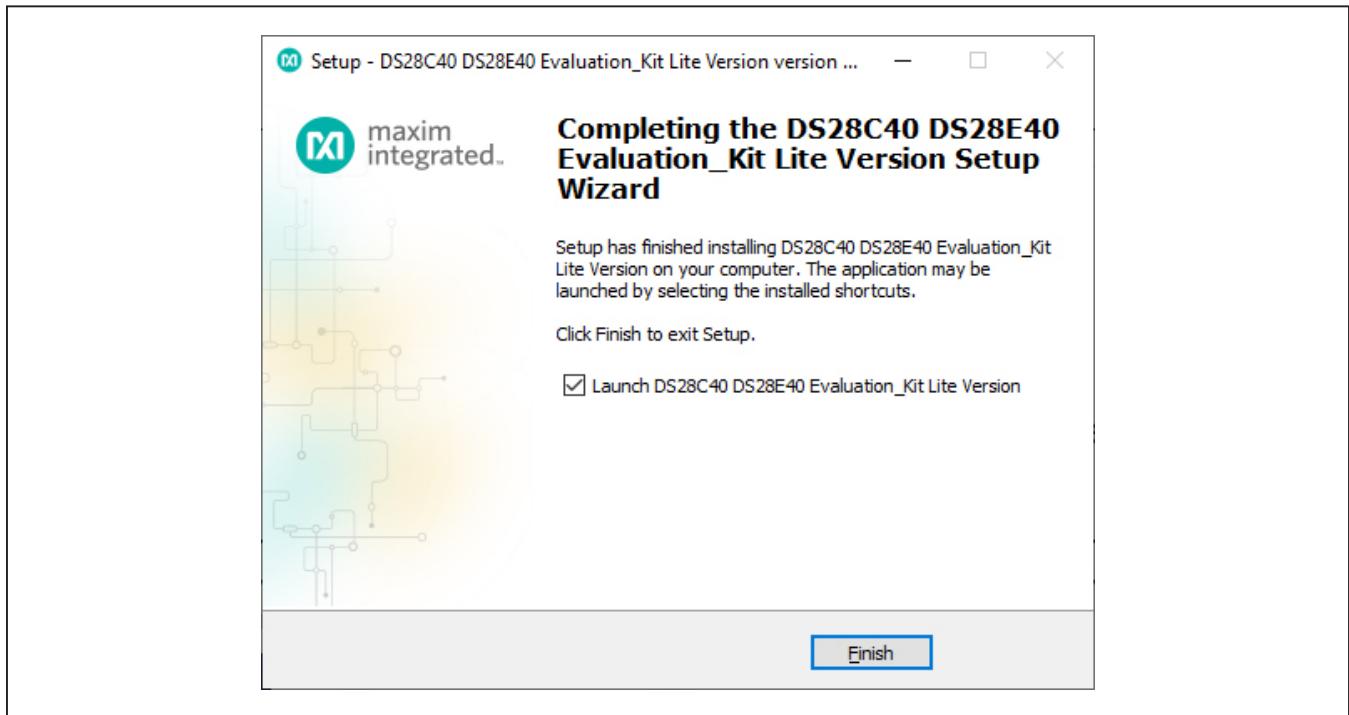 Setup - DS28C40 DS28E40 Evaluation_Kit Lite Version version ...
maxim
integrated™
Completing the DS28C40 DS28E40
Evaluation_Kit Lite Version Setup
Wizard
Setup has finished installing DS28C40 DS28E40 Evaluation_Kit
Lite Version on your computer. The application may be
launched by selecting the installed shortcuts.
Click Finish to exit Setup.
Launch DS28C40 DS28E40 Evaluation_Kit Lite Version
Finish